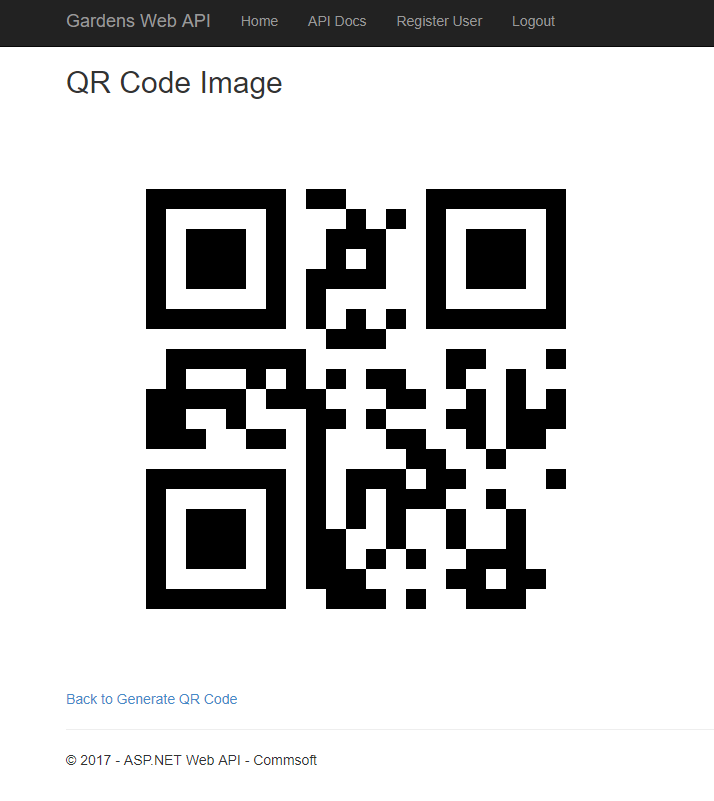 Gardens Web API Home API Docs Register User Logout
QR Code Image
Back to Generate QR Code
© 2017 - ASP.NET Web API - Commsoft